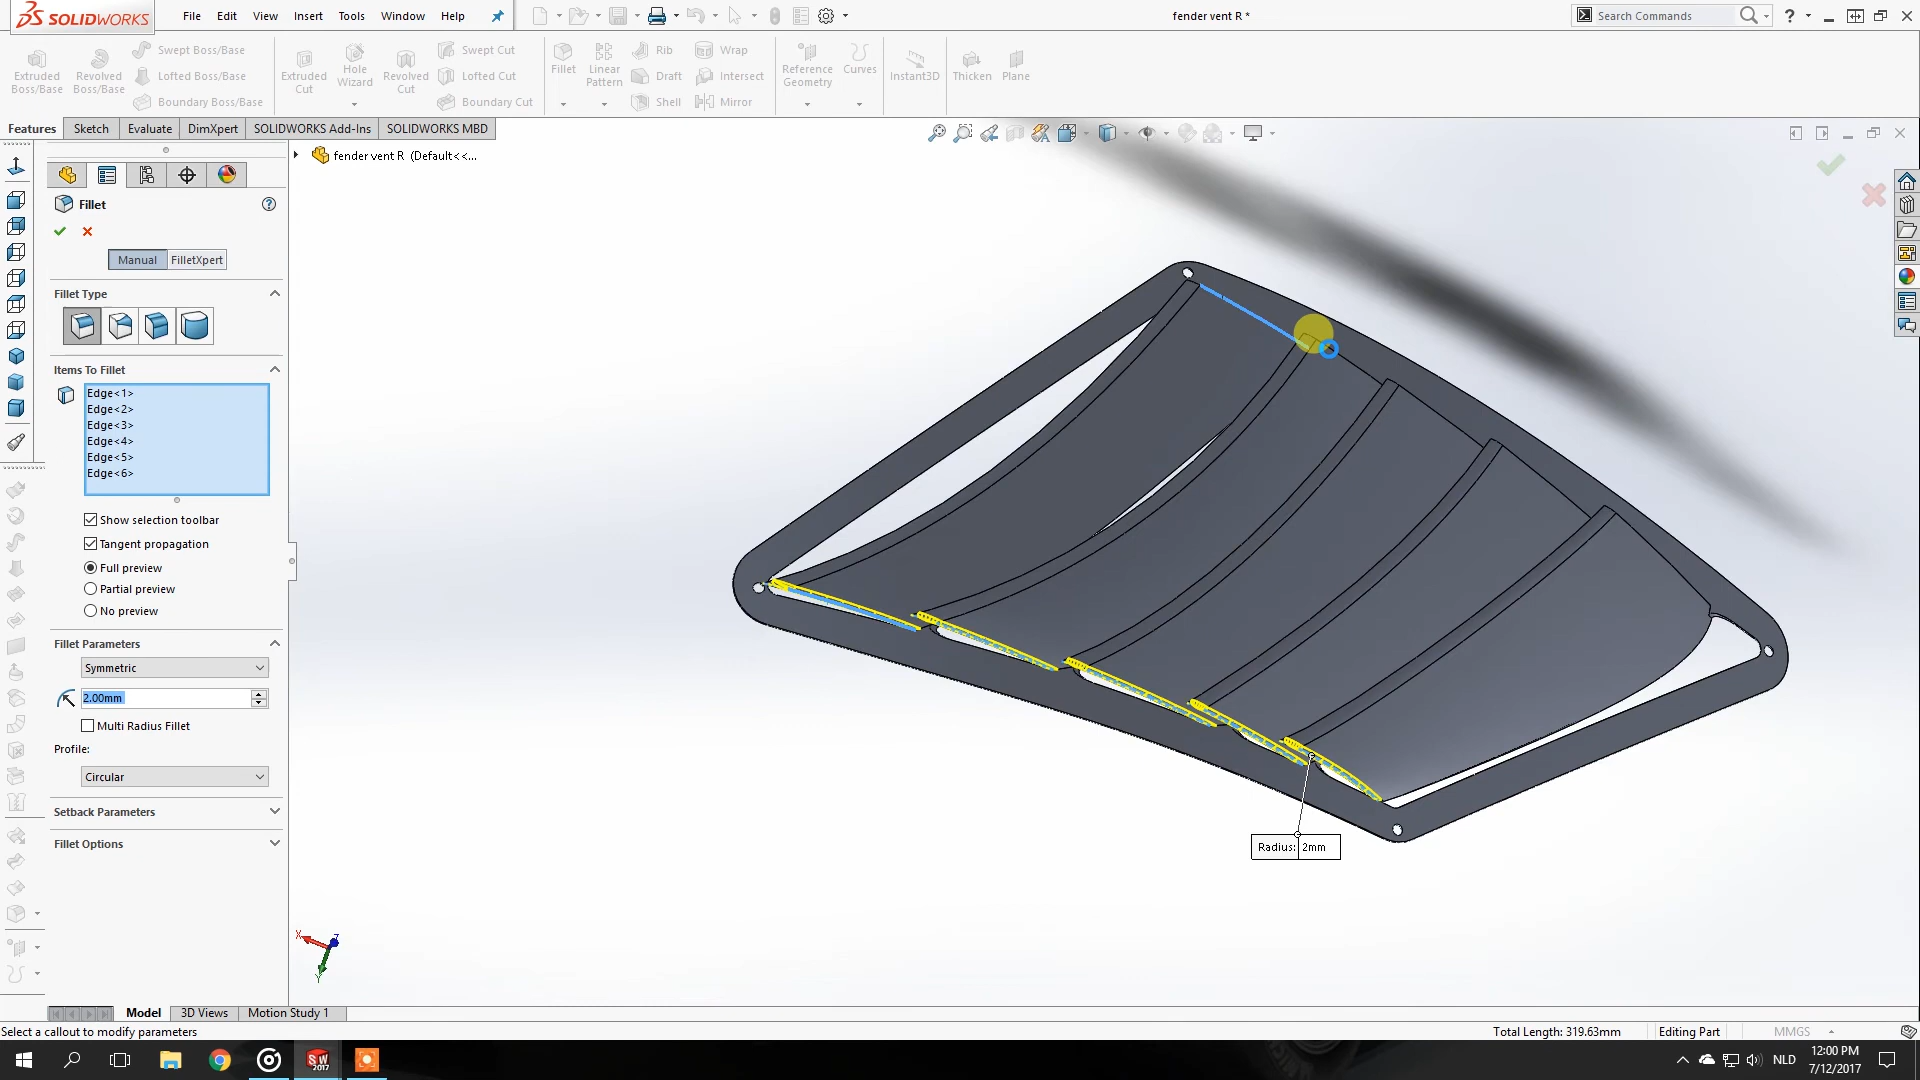 SOLIDWORKS
File Edit View Insert Tools Window Help
fender vent R *
Search Commands
Extruded Boss/Base
Revolved Boss/Base
Swept Boss/Base
Lofted Boss/Base
Boundary Boss/Base
Extruded Cut
Hole Wizard
Revolved Cut
Swept Cut
Lofted Cut
Boundary Cut
Fillet
Linear Pattern
Rib
Draft
Shell
Wrap
Intersect
Mirror
Reference Geometry
Curves
Instant3D
Thicken
Plane
Features Sketch Evaluate DimXpert SOLIDWORKS Add-Ins SOLIDWORKS MBD
fender vent R (Default<<...
Fillet
Manual FilletXpert
Fillet Type
Items To Fillet
Edge<1>
Edge<2>
Edge<3>
Edge<4>
Edge<5>
Edge<6>
Show selection toolbar
Tangent propagation
Full preview
Partial preview
No preview
Fillet Parameters
Symmetric
2.00mm
Multi Radius Fillet
Profile:
Circular
Setback Parameters
Fillet Options
Radius: 2mm
X
Z
Y
Model 3D Views Motion Study 1
Select a callout to modify parameters
Total Length: 319.63mm Editing Part MMGS
SW
2017
NLD
12:00 PM
7/12/2017